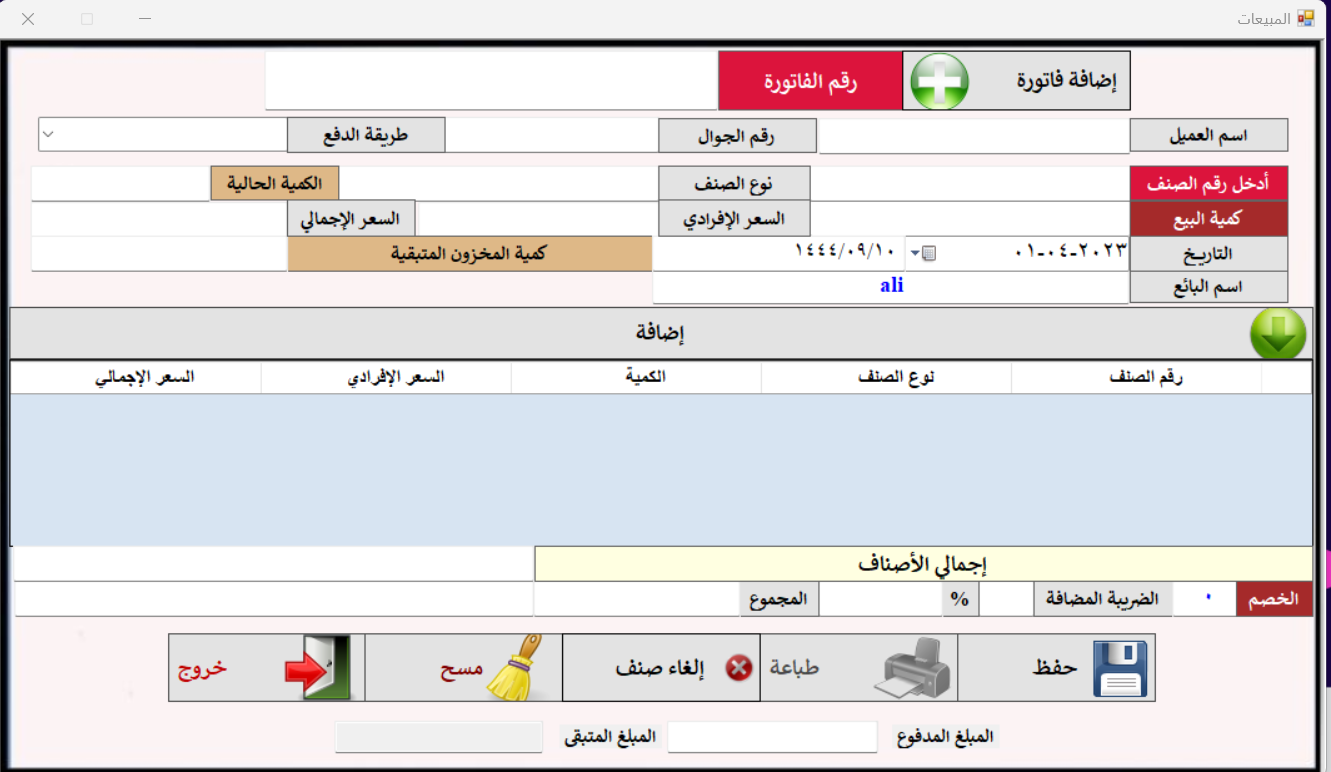 المبيعات
إضافة فاتورة رقم الفاتورة
اسم العميل رقم الجوال طريقة الدفع
أدخل رقم الصنف نوع الصنف الكمية الحالية
كمية البيع السعر الإفرادي السعر الإجمالي
التاريخ ٢٠٢٣-٠٤-٠١ ١٤٤٤/٠٩/١٠ كمية المخزون المتبقية
اسم البائع ali
إضافة
رقم الصنف نوع الصنف الكمية السعر الإفرادي السعر الإجمالي
إجمالي الأصناف
الخصم ٠ الضريبة المضافة % المجموع
حفظ طباعة إلغاء صنف مسح خروج
المبلغ المدفوع المبلغ المتبقى